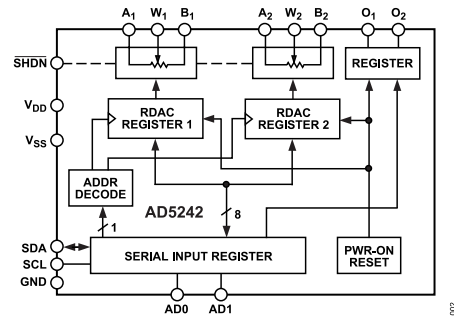 A1 W1 B1 A2 W2 B2 O1 O2
SHDN
REGISTER
VDD
RDAC
REGISTER 1
RDAC
REGISTER 2
VSS
ADDR
DECODE
AD5242
8
1
SDA
SCL
GND
SERIAL INPUT REGISTER
PWR-ON
RESET
AD0 AD1
002